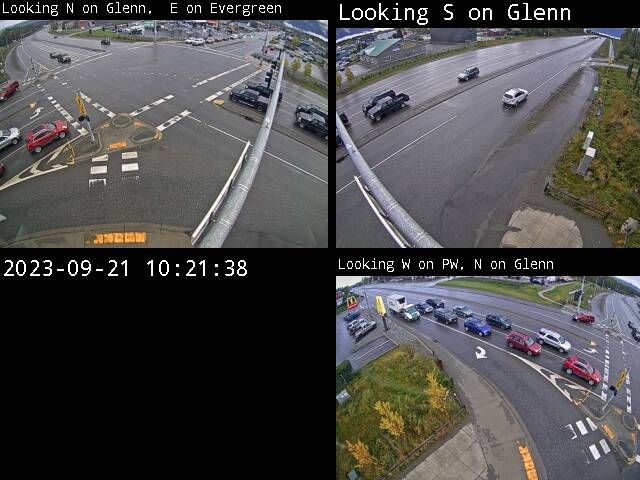 Looking N on Glenn,  E on Evergreen
Looking S on Glenn
2023-09-21 10:21:38
Looking W on PW, N on Glenn